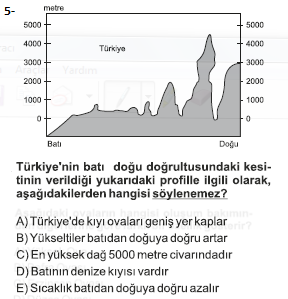 5-
metre
5000 5000
Türkiye
4000 4000
3000 3000
2000 2000
1000 1000
0 0
Batı Doğu
Türkiye'nin batı doğu doğrultusundaki kesi-
tinin verildiği yukarıdaki profille ilgili olarak,
aşağıdakilerden hangisi söylenemez?
A) Türkiye'de kıyı ovaları geniş yer kaplar
B) Yükseltiler batıdan doğuya doğru artar
C) En yüksek dağ 5000 metre civarındadır
D) Batının denize kıyısı vardır
E) Sıcaklık batıdan doğuya doğru azalır